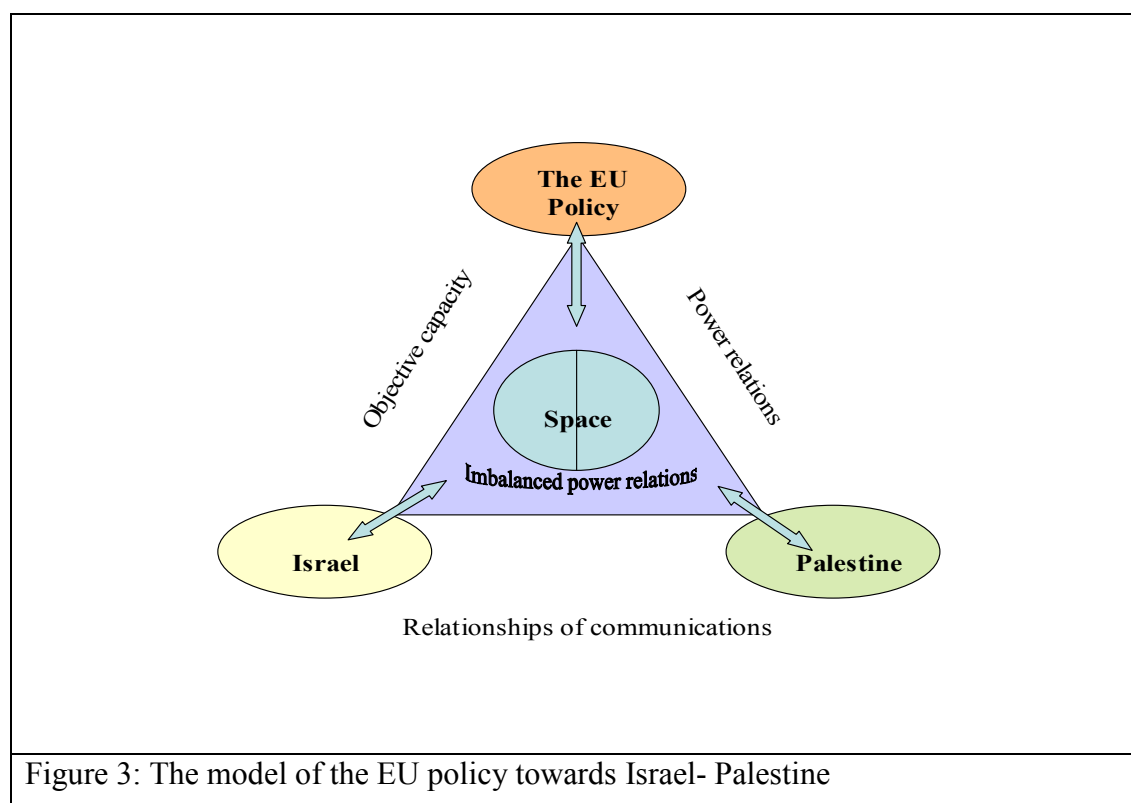 The EU
Policy
Objective capacity
Power relations
Space
Imbalanced power relations
Israel
Palestine
Relationships of communications
Figure 3: The model of the EU policy towards Israel- Palestine